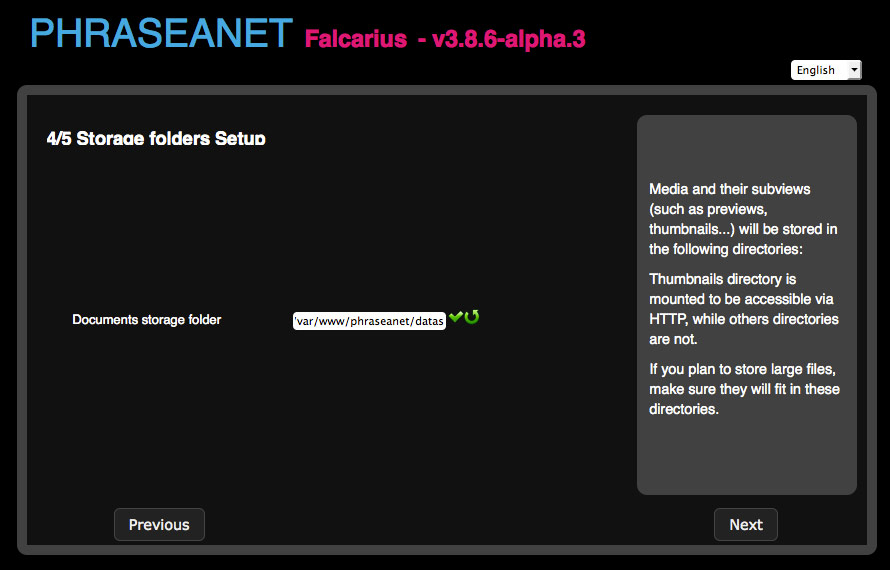 PHRASEANET Falcarius - v3.8.6-alpha.3
English
4/5 Storage folders Setup
Media and their subviews
(such as previews,
thumbnails...) will be stored in
the following directories:
Thumbnails directory is
mounted to be accessible via
HTTP, while others directories
are not.
If you plan to store large files,
make sure they will fit in these
directories.
Documents storage folder
/var/www/phraseanet/datas
Previous
Next